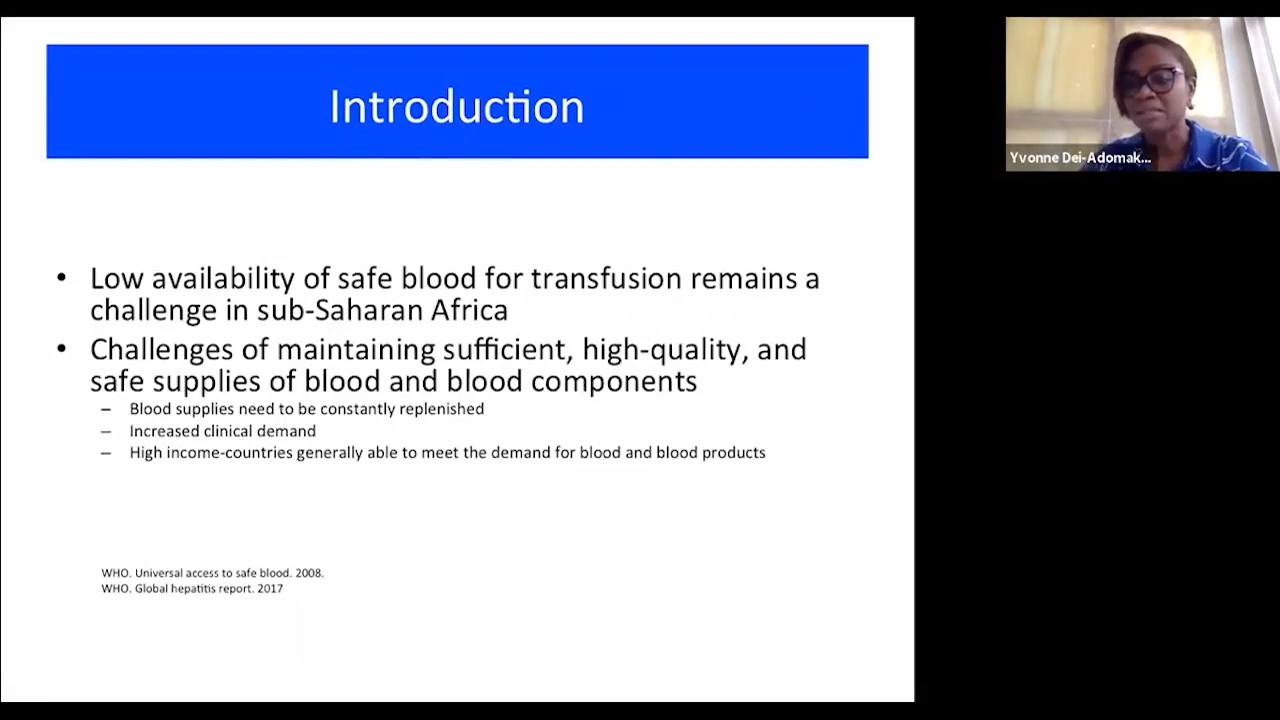 Introduction
• Low availability of safe blood for transfusion remains a
challenge in sub-Saharan Africa
• Challenges of maintaining sufficient, high-quality, and
safe supplies of blood and blood components
– Blood supplies need to be constantly replenished
– Increased clinical demand
– High income-countries generally able to meet the demand for blood and blood products
WHO. Universal access to safe blood. 2008.
WHO. Global hepatitis report. 2017
Yvonne Dei-Adomak...